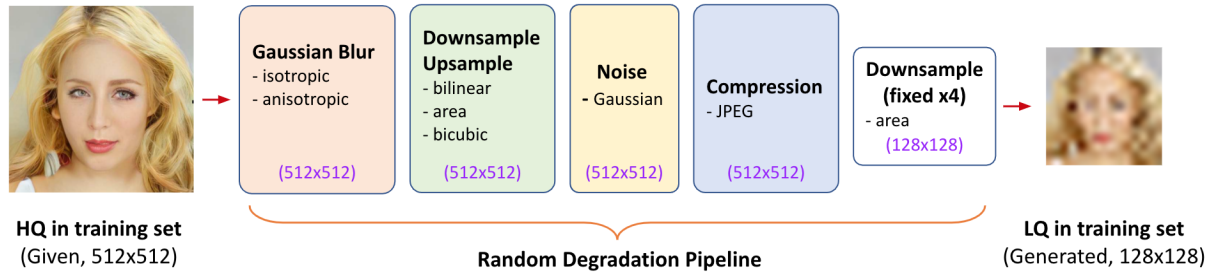 Gaussian Blur
- isotropic
- anisotropic
(512x512)
Downsample
Upsample
- bilinear
- area
- bicubic
(512x512)
Noise
- Gaussian
(512x512)
Compression
- JPEG
(512x512)
Downsample
(fixed x4)
- area
(128x128)
HQ in training set
(Given, 512x512)
Random Degradation Pipeline
LQ in training set
(Generated, 128x128)